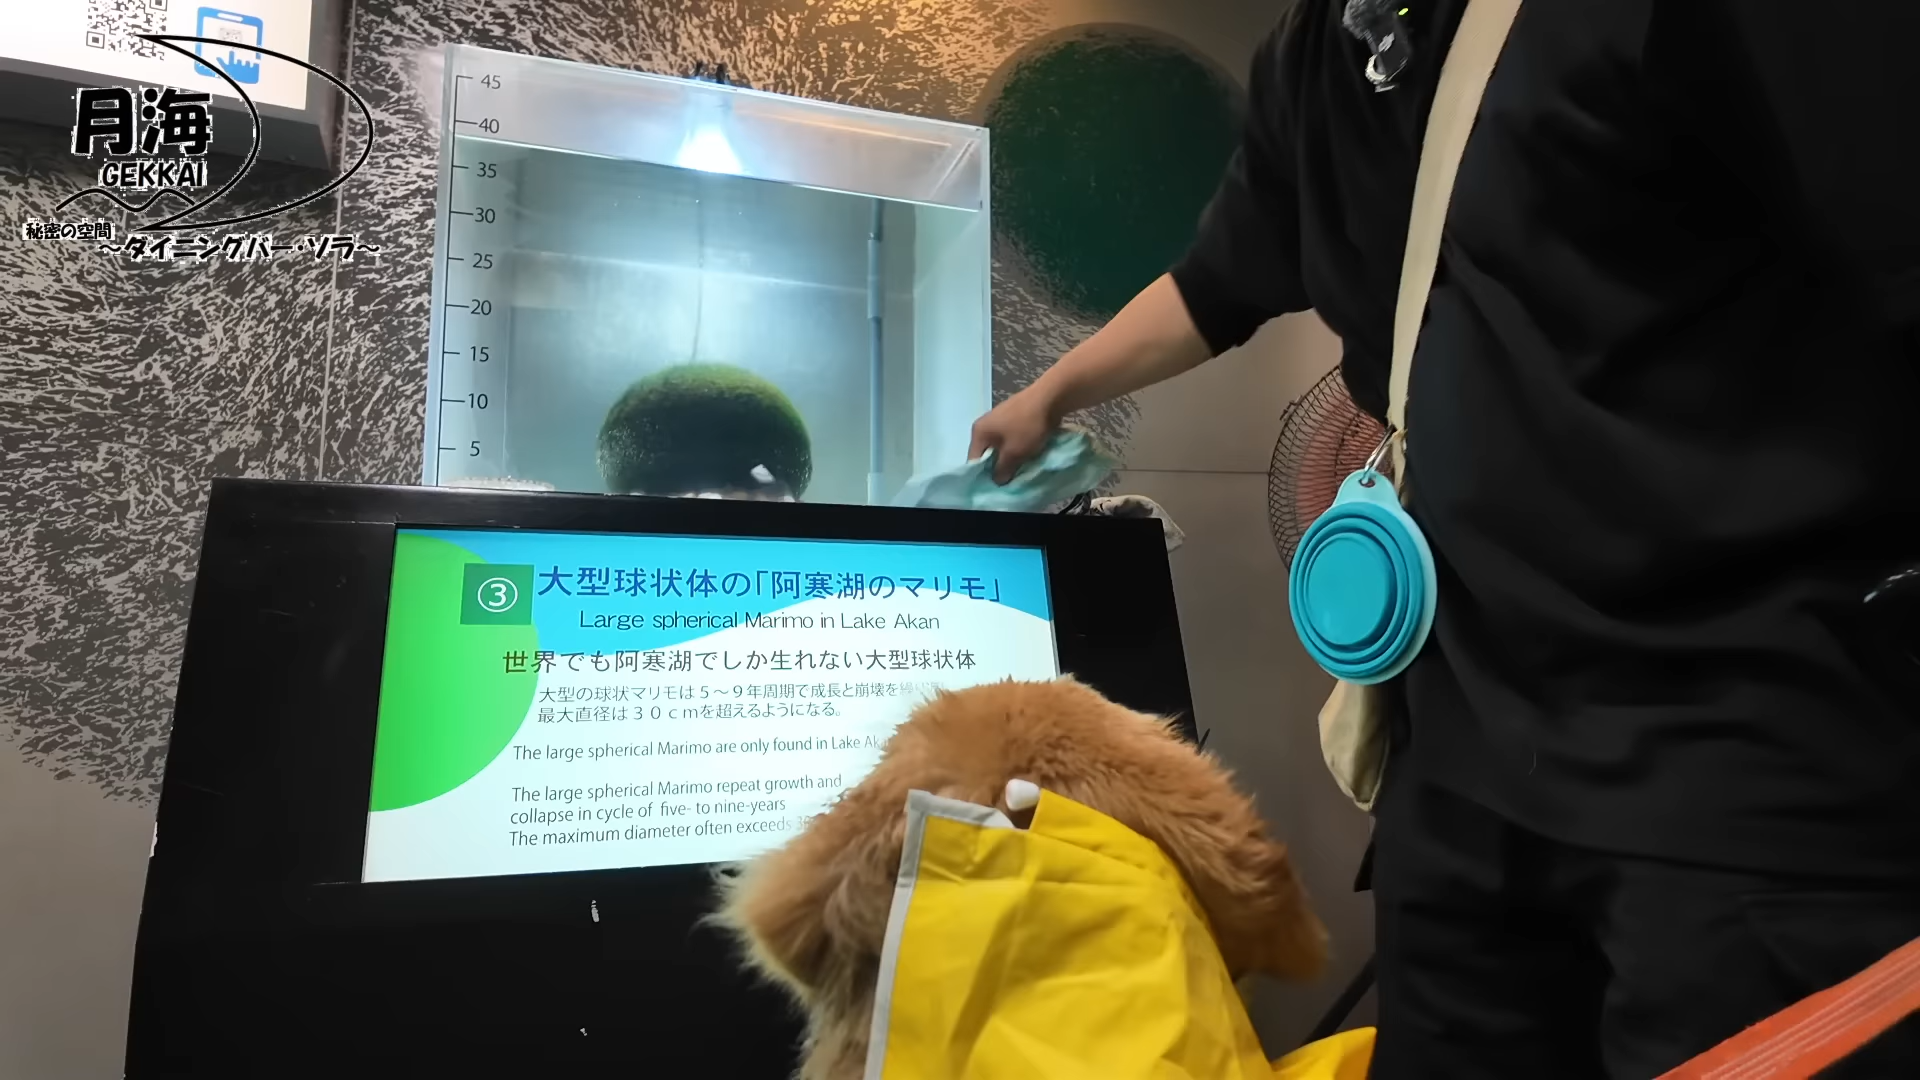 月海
GEKKAI
秘密の空間
～ダイニングバー・ソラ～
45
40
35
30
25
20
15
10
5
③ 大型球状体の「阿寒湖のマリモ」
Large spherical Marimo in Lake Akan
世界でも阿寒湖でしか生れない大型球状体
大型の球状マリモは５～９年周期で成長と崩壊を
最大直径は３０ｃｍを超えるようになる。
The large spherical Marimo are only found in Lake
The large spherical Marimo repeat growth and
collapse in cycle of five- to nine-years
The maximum diameter often exceeds